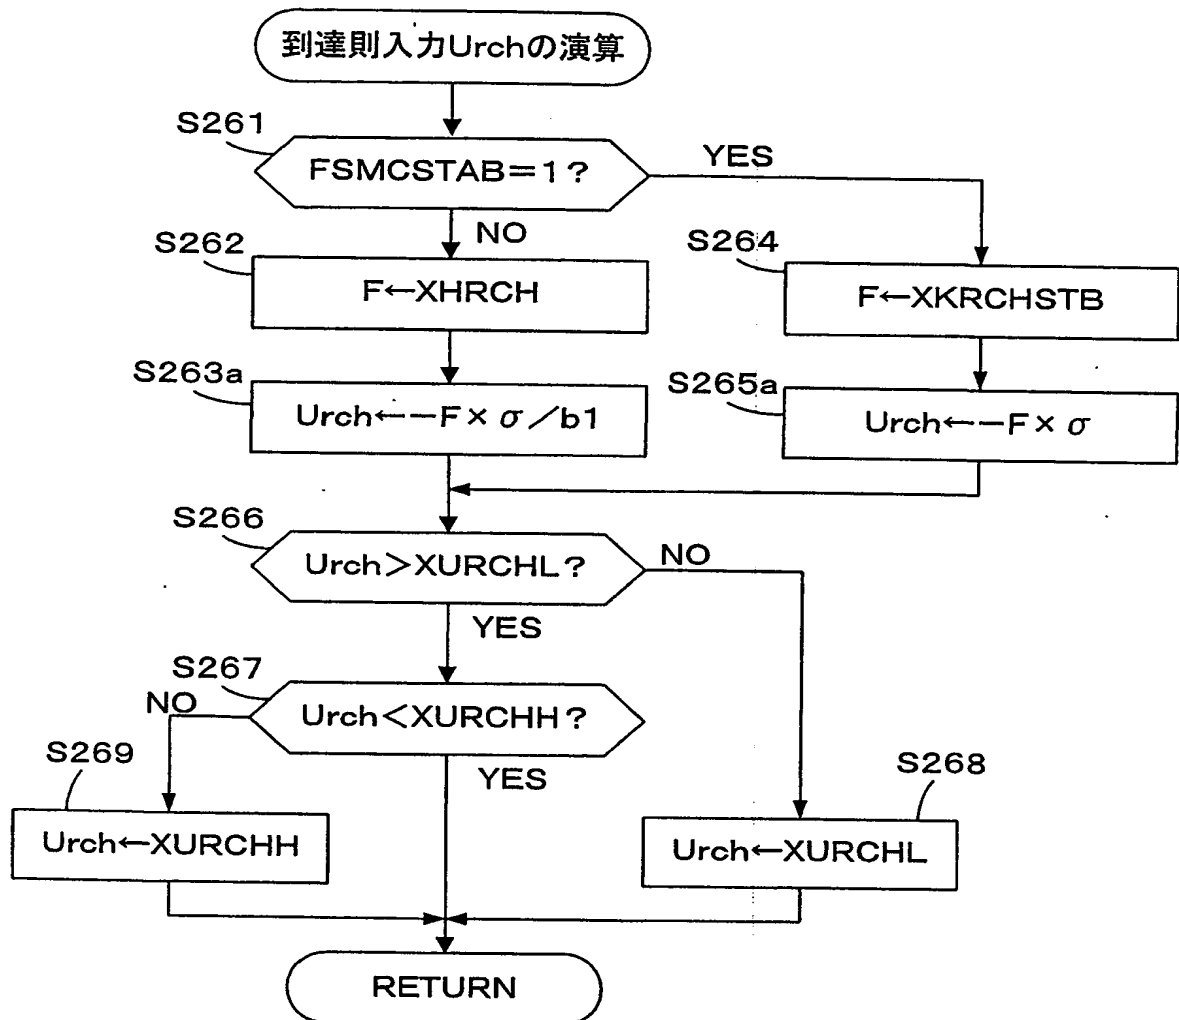 到達則入力Urchの演算
S261
FSMCSTAB=1?
YES
NO
S262
F←XHRCH
S264
F←XKRCHSTB
S263a
Urch←−F×σ/b1
S265a
Urch←−F×σ
S266
Urch>XURCHL?
NO
YES
S267
Urch<XURCHH?
NO
YES
S269
Urch←XURCHH
S268
Urch←XURCHL
RETURN